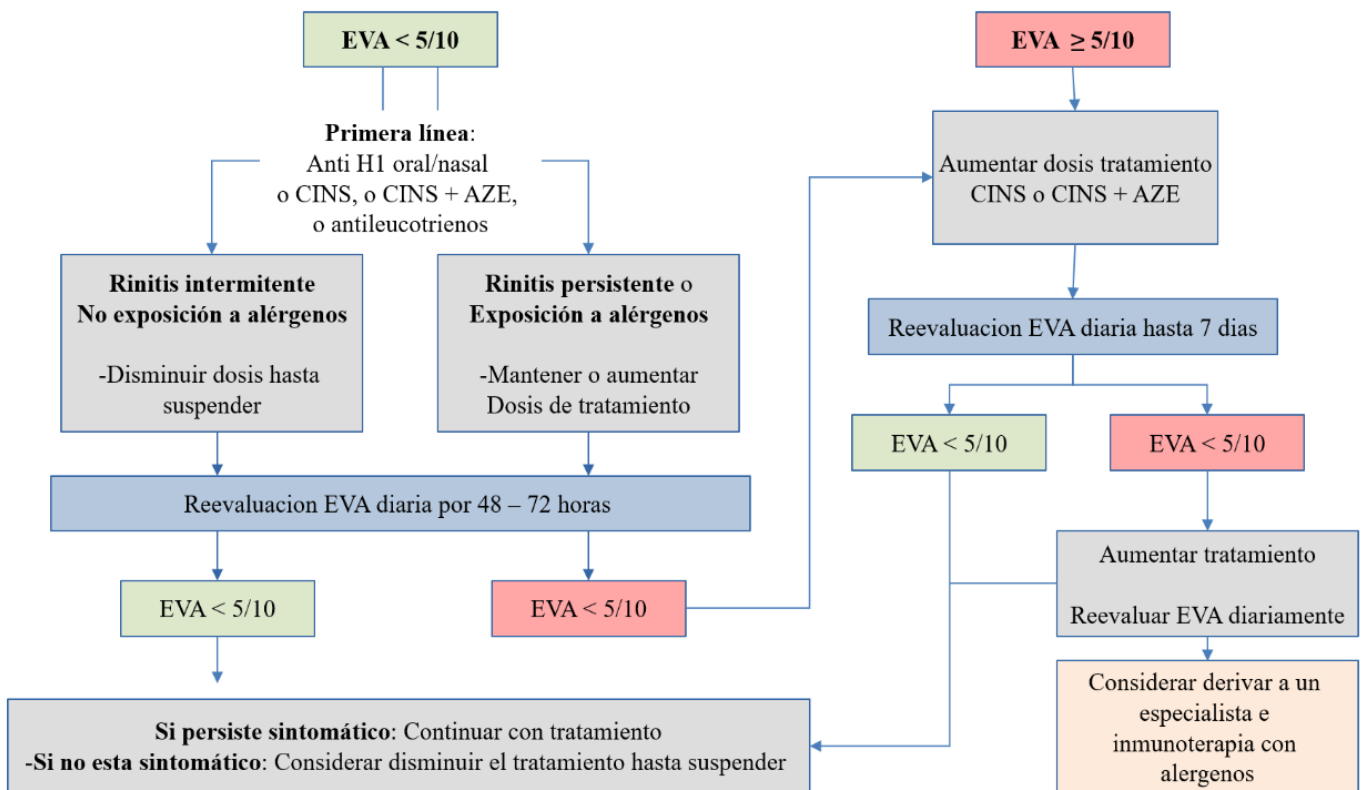 EVA < 5/10
Primera línea:
Anti H1 oral/nasal
o CINS, o CINS + AZE,
o antileucotrienos
Rinitis intermitente
No exposición a alérgenos
-Disminuir dosis hasta
suspender
Rinitis persistente o
Exposición a alérgenos
-Mantener o aumentar
Dosis de tratamiento
Reevaluacion EVA diaria por 48 – 72 horas
EVA < 5/10
EVA < 5/10
Si persiste sintomático: Continuar con tratamiento
-Si no esta sintomático: Considerar disminuir el tratamiento hasta suspender
EVA ≥ 5/10
Aumentar dosis tratamiento
CINS o CINS + AZE
Reevaluacion EVA diaria hasta 7 dias
EVA < 5/10
EVA < 5/10
Aumentar tratamiento
Reevaluar EVA diariamente
Considerar derivar a un
especialista e
inmunoterapia con
alergenos